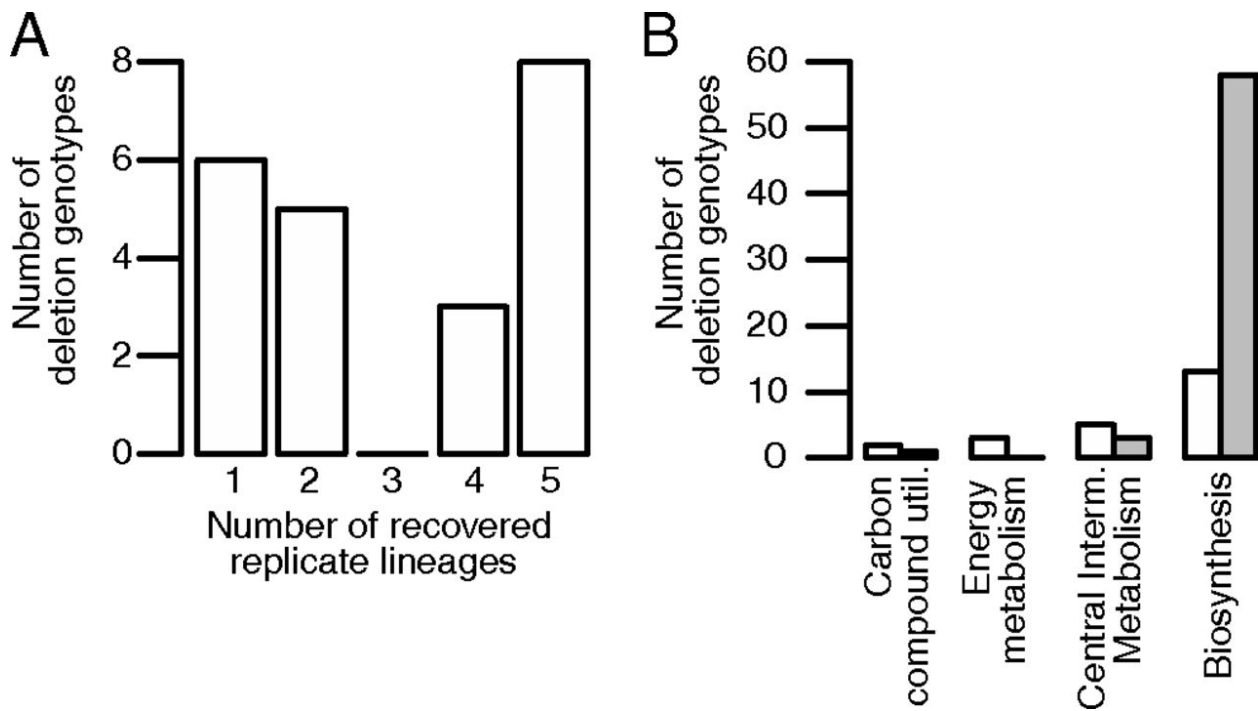 A
Number of
deletion genotypes
8
6
4
2
0
1 2 3 4 5
Number of recovered
replicate lineages
B
Number of
deletion genotypes
60
50
40
30
20
10
0
Carbon
compound util.
Energy
metabolism
Central Interm.
Metabolism
Biosynthesis